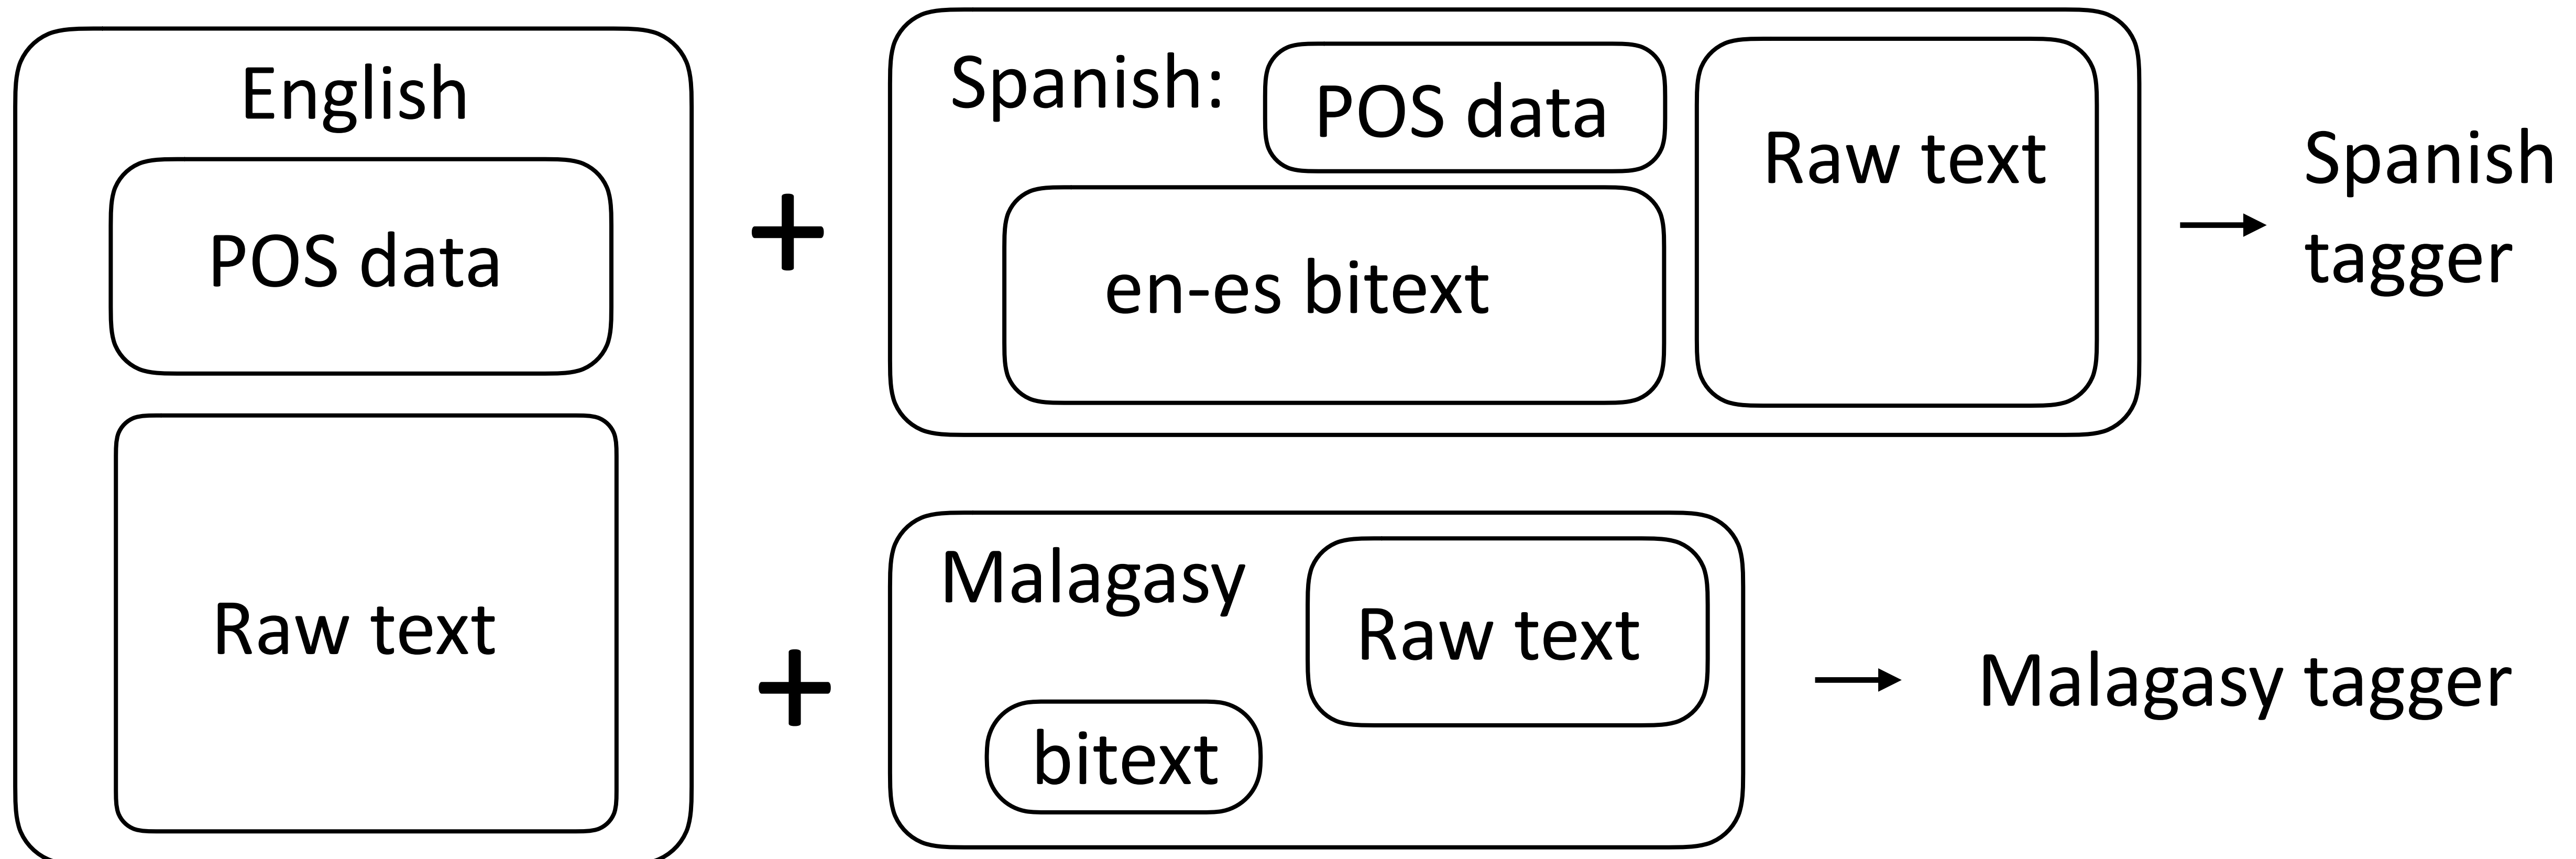 English
POS data
Raw text
+
Spanish:
POS data
Raw text
en-es bitext
Spanish
tagger
+
Malagasy
Raw text
bitext
Malagasy tagger